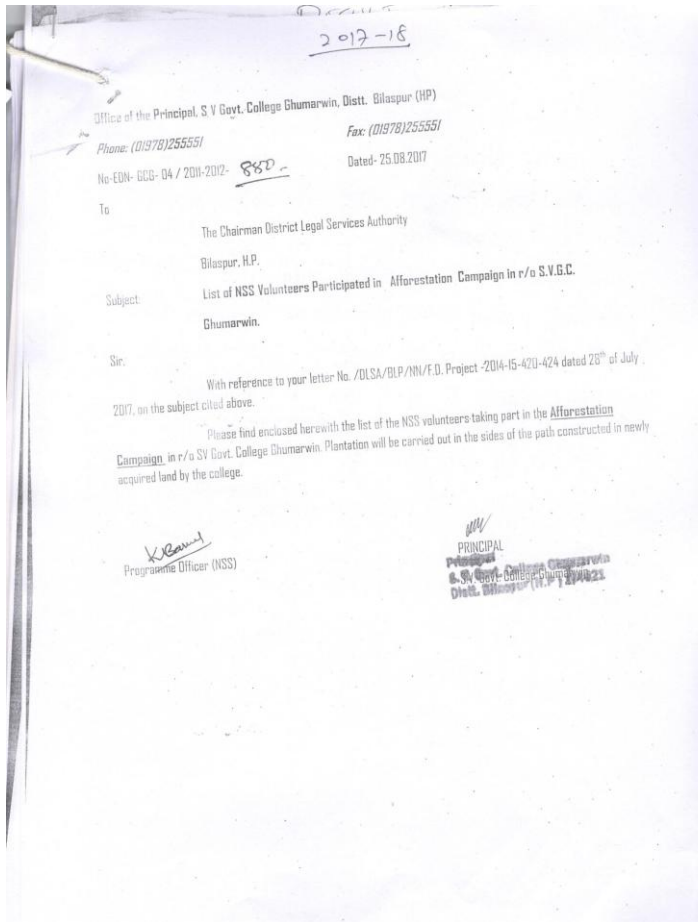 2017-18
Office of the Principal, S V Govt. College Ghumarwin, Distt. Bilaspur (HP)
Phone: (01978)255551 Fax: (01978)255551
No-EDN- GCG- 04 / 2011-2012- 880 - Dated- 25.08.2017
To
The Chairman District Legal Services Authority
Bilaspur, H.P.
Subject: List of NSS Volunteers Participated in Afforestation Campaign in r/o S.V.G.C.
Ghumarwin.
Sir,
With reference to your letter No. /DLSA/BLP/NN/F.D. Project -2014-15-420-424 dated 28th of July
2017, on the subject cited above.
Please find enclosed herewith the list of the NSS volunteers taking part in the Afforestation
Campaign in r/o SV Govt. College Ghumarwin. Plantation will be carried out in the sides of the path constructed in newly
acquired land by the college.
Programme Officer (NSS)
PRINCIPAL
Principal
S.V. Govt. College Ghumarwin
Distt. Bilaspur (H.P.)